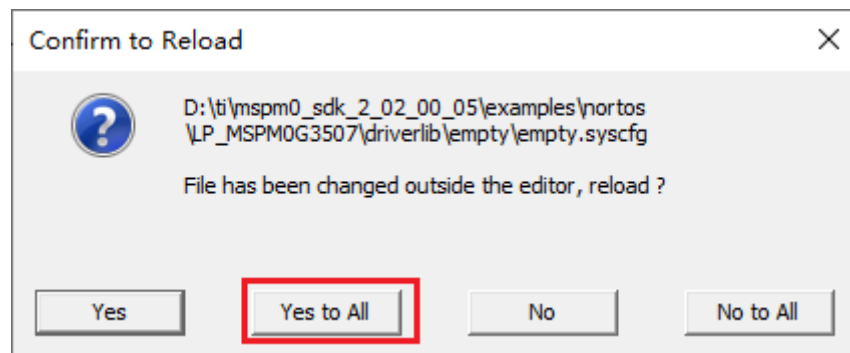 Confirm to Reload
D:\ti\mspm0_sdk_2_02_00_05\examples\nortos
\LP_MSPM0G3507\driverlib\empty\empty.syscfg
File has been changed outside the editor, reload ?
Yes
Yes to All
No
No to All